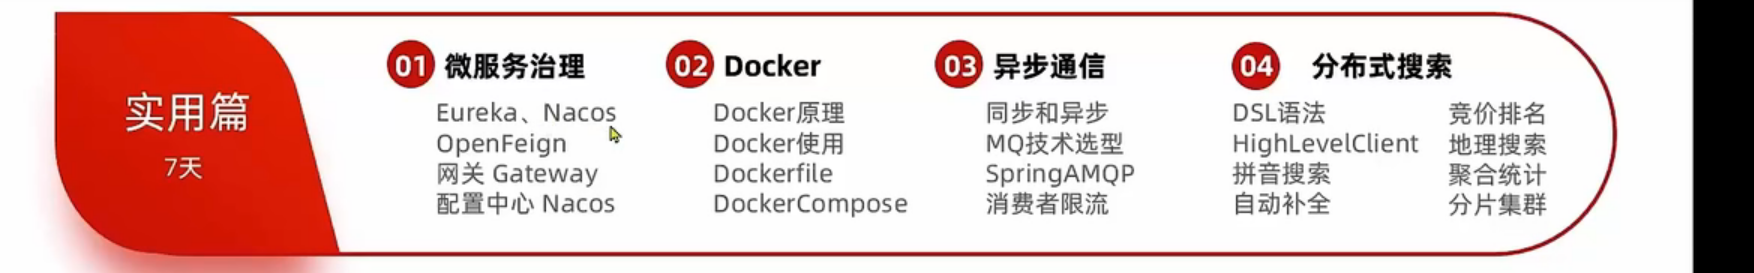 实用篇
7天
01 微服务治理
Eureka、Nacos
OpenFeign
网关 Gateway
配置中心 Nacos
02 Docker
Docker原理
Docker使用
Dockerfile
DockerCompose
03 异步通信
同步和异步
MQ技术选型
SpringAMQP
消费者限流
04 分布式搜索
DSL语法
HighLevelClient
拼音搜索
自动补全
竞价排名
地理搜索
聚合统计
分片集群